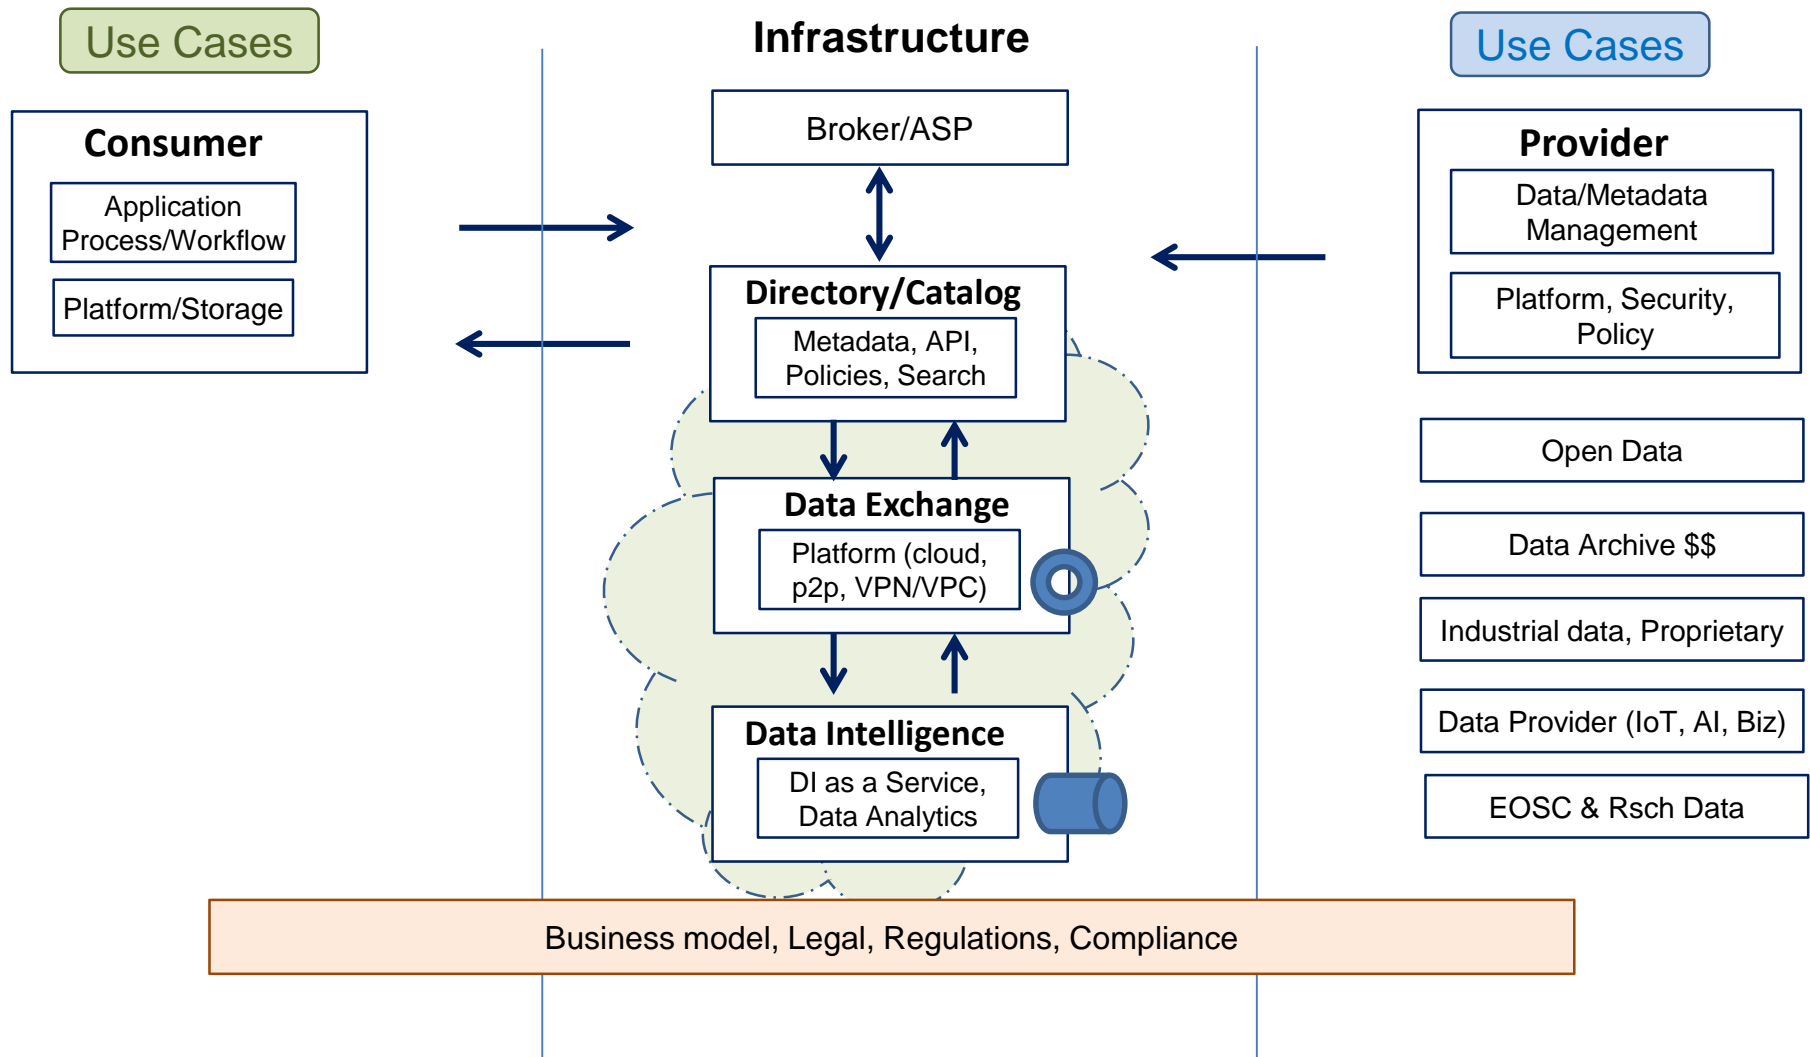 Use Cases
Infrastructure
Use Cases
Consumer
Application
Process/Workflow
Platform/Storage
Broker/ASP
Directory/Catalog
Metadata, API,
Policies, Search
Data Exchange
Platform (cloud,
p2p, VPN/VPC)
Data Intelligence
DI as a Service,
Data Analytics
Provider
Data/Metadata
Management
Platform, Security,
Policy
Open Data
Data Archive $$
Industrial data, Proprietary
Data Provider (IoT, AI, Biz)
EOSC & Rsch Data
Business model, Legal, Regulations, Compliance